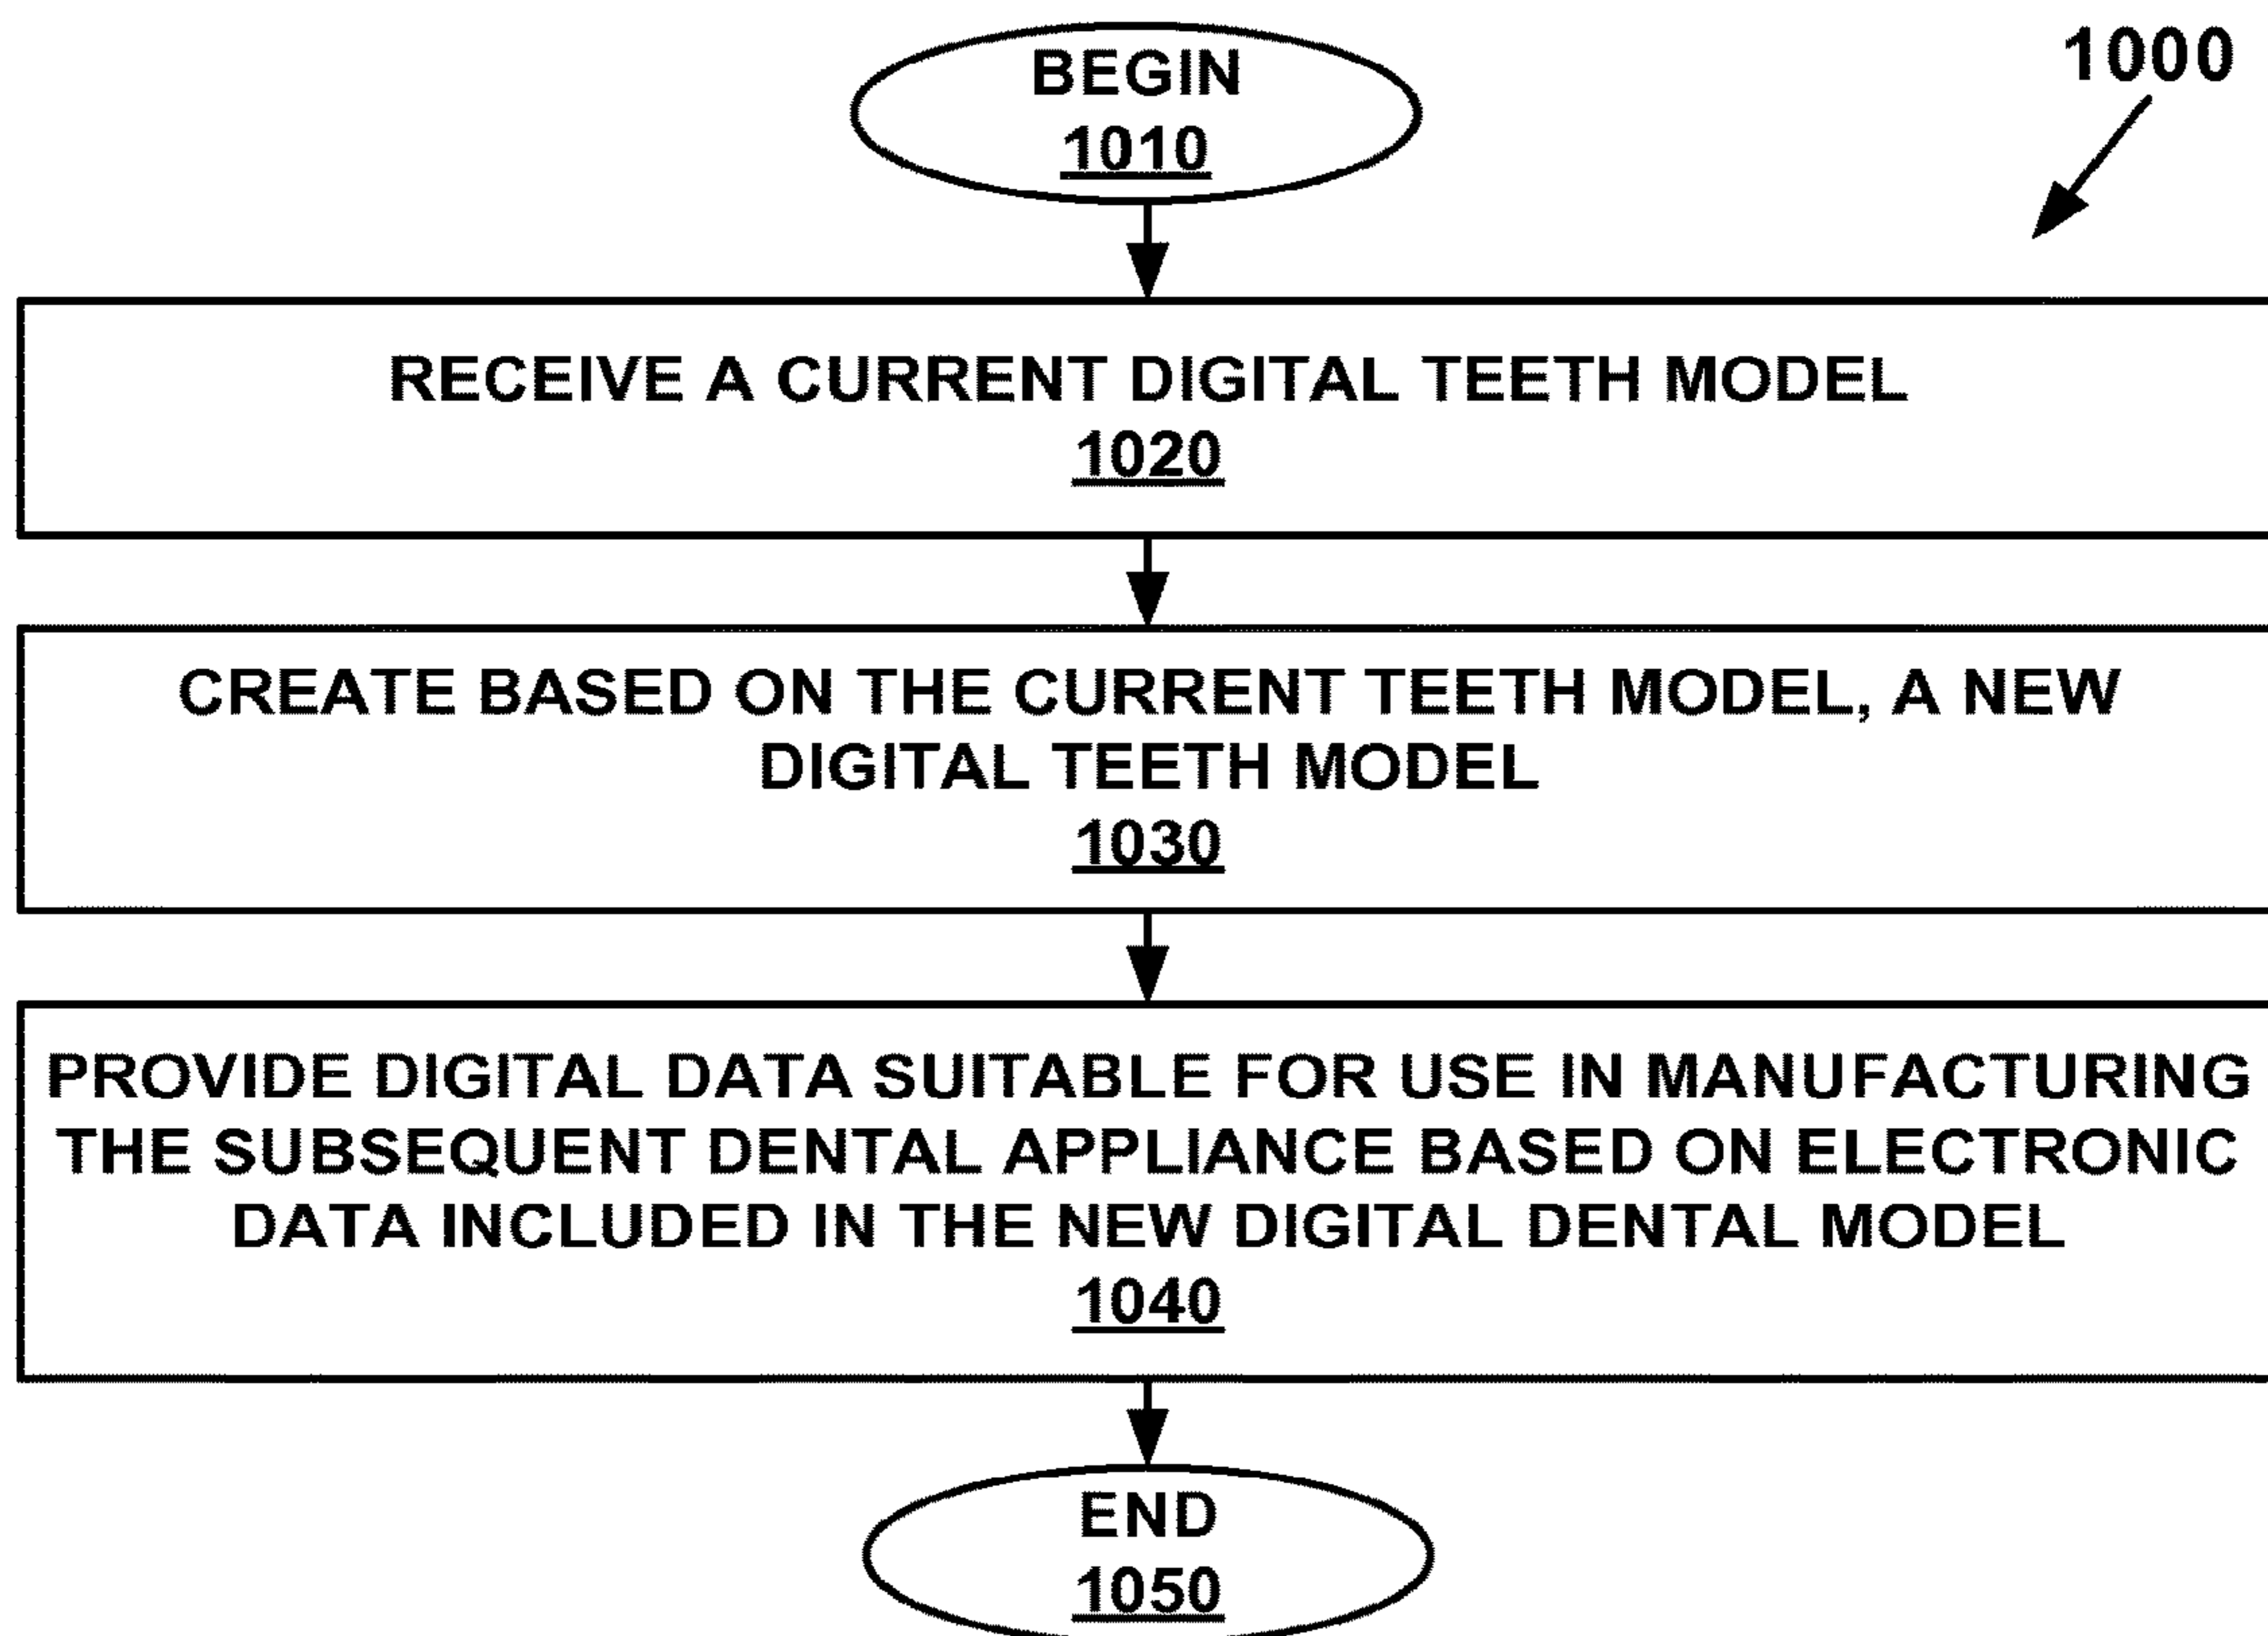 BEGIN
1010
1000
RECEIVE A CURRENT DIGITAL TEETH MODEL
1020
CREATE BASED ON THE CURRENT TEETH MODEL, A NEW
DIGITAL TEETH MODEL
1030
PROVIDE DIGITAL DATA SUITABLE FOR USE IN MANUFACTURING
THE SUBSEQUENT DENTAL APPLIANCE BASED ON ELECTRONIC
DATA INCLUDED IN THE NEW DIGITAL DENTAL MODEL
1040
END
1050